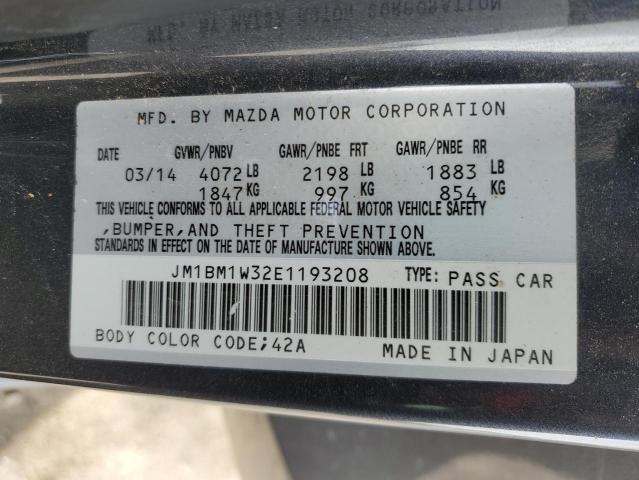 MFD. BY MAZDA MOTOR CORPORATION
DATE GVWR/PNBV GAWR/PNBE FRT GAWR/PNBE RR
03/14 4072 LB 2198 LB 1883 LB
1847 KG 997 KG 854 KG
THIS VEHICLE CONFORMS TO ALL APPLICABLE FEDERAL MOTOR VEHICLE SAFETY
,BUMPER,AND THEFT PREVENTION
STANDARDS IN EFFECT ON THE DATE OF MANUFACTURE SHOWN ABOVE.
JM1BM1W32E1193208 TYPE: PASS CAR
BODY COLOR CODE;42A MADE IN JAPAN